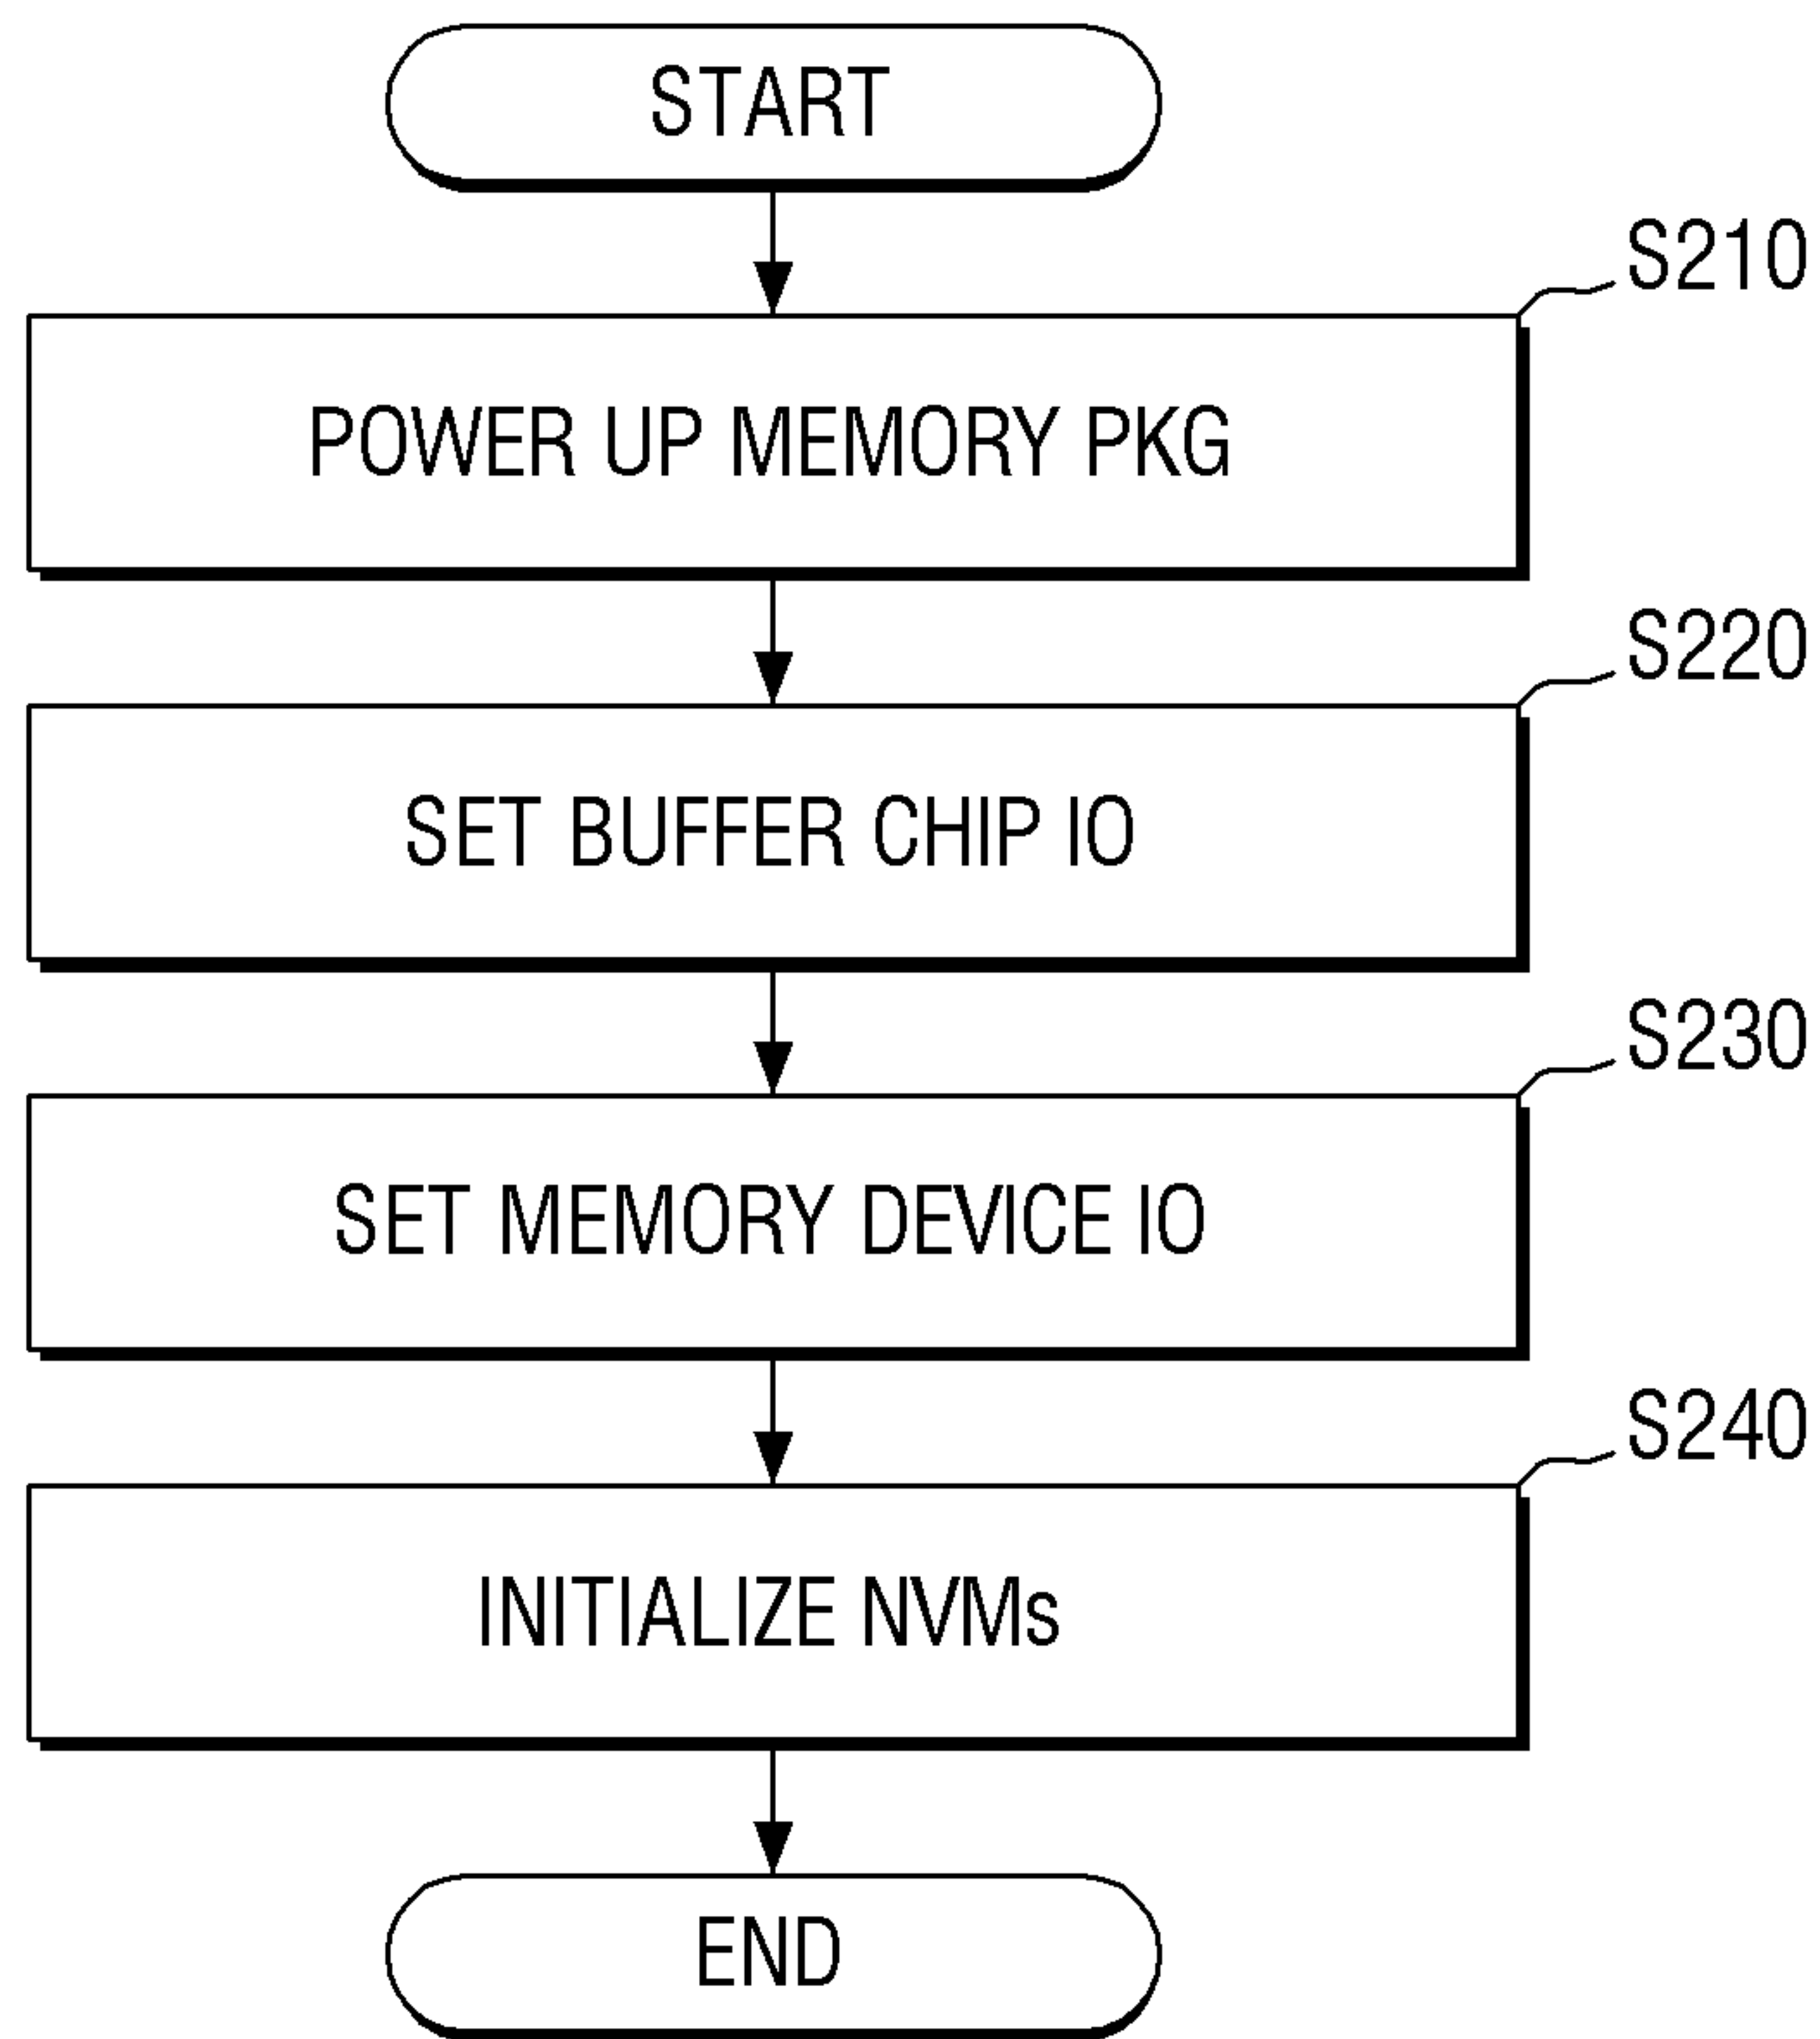 START
S210
POWER UP MEMORY PKG
S220
SET BUFFER CHIP IO
S230
SET MEMORY DEVICE IO
S240
INITIALIZE NVMs
END